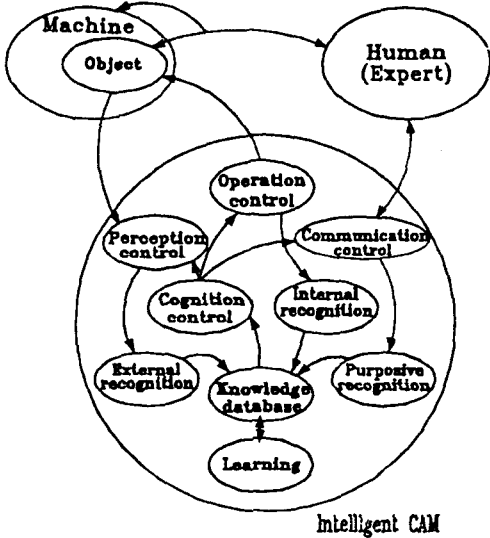 Machine
Object
Human
(Expert)
Operation
control
Perception
control
Communication
control
Cognition
control
Internal
recognition
External
recognition
Knowledge
database
Purposive
recognition
Learning
Intelligent CAM